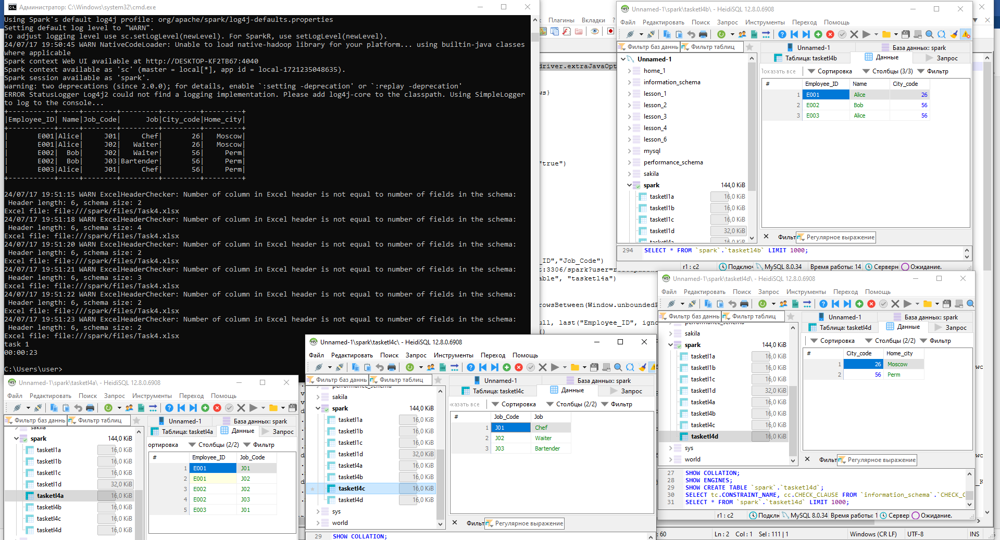 Администратор: C:\Windows\system32\cmd.exe
Using Spark's default log4j profile: org/apache/spark/log4j-defaults.properties
Setting default log level to "WARN".
To adjust logging level use sc.setLogLevel(newLevel). For SparkR, use setLogLevel(newLevel).
24/07/17 19:50:45 WARN NativeCodeLoader: Unable to load native-hadoop library for your platform... using builtin-java classes
where applicable
Spark context Web UI available at http://DESKTOP-KF2TB67:4040
Spark context available as 'sc' (master = local[*], app id = local-1721235048635).
Spark session available as 'spark'.
warning: two deprecations (since 2.0.0); for details, enable `:setting -deprecation' or `:replay -deprecation'
ERROR StatusLogger Log4j2 could not find a logging implementation. Please add log4j-core to the classpath. Using SimpleLogger
to log to the console...
+-----------+-----+--------+---------+---------+---------+
|Employee_ID| Name|Job_Code|      Job|City_code|Home_city|
+-----------+-----+--------+---------+---------+---------+
|       E001|Alice|     J01|     Chef|       26|   Moscow|
|       E001|Alice|     J02|   Waiter|       26|   Moscow|
|       E002|  Bob|     J02|   Waiter|       56|     Perm|
|       E002|  Bob|     J03|Bartender|       56|     Perm|
|       E003|Alice|     J01|     Chef|       56|     Perm|
+-----------+-----+--------+---------+---------+---------+
24/07/17 19:51:15 WARN ExcelHeaderChecker: Number of column in Excel header is not equal to number of fields in the schema:
Header length: 6, schema size: 2
Excel file: file:///spark/files/Task4.xlsx
24/07/17 19:51:18 WARN ExcelHeaderChecker: Number of column in Excel header is not equal to number of fields in the schema:
Header length: 6, schema size: 4
Excel file: file:///spark/files/Task4.xlsx
24/07/17 19:51:20 WARN ExcelHeaderChecker: Number of column in Excel header is not equal to number of fields in the schema:
Header length: 6, schema size: 2
Excel file: file:///spark/files/Task4.xlsx
24/07/17 19:51:21 WARN ExcelHeaderChecker: Number of column in Excel header is not equal to number of fields in the schema:
Header length: 6, schema size: 3
Excel file: file:///spark/files/Task4.xlsx
24/07/17 19:51:22 WARN ExcelHeaderChecker: Number of column in Excel header is not equal to number of fields in the schema:
Header length: 6, schema size: 2
Excel file: file:///spark/files/Task4.xlsx
24/07/17 19:51:23 WARN ExcelHeaderChecker: Number of column in Excel header is not equal to number of fields in the schema:
Header length: 6, schema size: 2
Excel file: file:///spark/files/Task4.xlsx
task 1
00:00:23
C:\Users\user>
Плагины Вкладки ?
driver.extraJavaOpt
ws}
"true")
_ID","Job_Code")
:3306/spark?user=
able", "tasketl4a")
rowsBetween(Window.unboundedP
ull, last("Employee_ID", igno
()
Unnamed-1\spark\tasketl4b\ - HeidiSQL 12.8.0.6908
Файл Редактировать Поиск Запрос Инструменты Переход Помощь
Фильтр баз данны Фильтр таблиц
Unnamed-1 База данных: spark
Таблица: tasketl4b Данные Запрос
Показать все Сортировка Столбцы (3/3) Фильтр
Unnamed-1
home_1
information_schema
lesson_1
lesson_2
lesson_3
lesson_4
lesson_6
mysql
performance_schema
sakila
spark 144,0 KiB
tasketl1a 16,0 KiB
tasketl1b 16,0 KiB
tasketl1c 16,0 KiB
tasketl1d 32,0 KiB
tasketl4a 16,0 KiB
# Employee_ID Name City_code
1 E001 Alice 26
2 E002 Bob 56
3 E003 Alice 56
Фильт Регулярное выражение
294 SELECT * FROM `spark`.`tasketl4b` LIMIT 1000;
r1 : c2 Подключ MySQL 8.0.34 Время работы: 14 Серверн Ожидание.
Unnamed-1\spark\tasketl4d\ - HeidiSQL 12.8.0.6908
Файл Редактировать Поиск Запрос Инструменты Переход Помощь
Фильтр баз данны Фильтр таблиц
Unnamed-1 База данных: spark
Таблица: tasketl4d Данные Запрос
Сортировка Столбцы (2/2) Фильтр
performance_schema
sakila
spark 144,0 KiB
tasketl1a 16,0 KiB
tasketl1b 16,0 KiB
tasketl1c 16,0 KiB
tasketl1d 32,0 KiB
tasketl4a 16,0 KiB
tasketl4b 16,0 KiB
tasketl4c 16,0 KiB
tasketl4d 16,0 KiB
sys
world
# City_code Home_city
1 26 Moscow
2 56 Perm
Фильт Регулярное выражение
27 SHOW COLLATION;
28 SHOW ENGINES;
29 SHOW CREATE TABLE `spark`.`tasketl4d`;
30 SELECT tc.CONSTRAINT_NAME, cc.CHECK_CLAUSE FROM `information_schema`.`CHECK_C
31 SELECT * FROM `spark`.`tasketl4d` LIMIT 1000;
r1 : c2 Подклю MySQL 8.0.34 Время работы: 1 Сервер Ожидание.
Unnamed-1\spark\tasketl4c\ - HeidiSQL 12.8.0.6908
Файл Редактировать Поиск Запрос Инструменты Переход Помощь
Фильтр баз данны Фильтр таблиц
Unnamed-1 База данных: spark
Таблица: tasketl4c Данные Запрос
казать все Сортировка Столбцы (2/2) Фильтр
performance_schema
sakila
spark 144,0 KiB
tasketl1a 16,0 KiB
tasketl1b 16,0 KiB
tasketl1c 16,0 KiB
tasketl1d 32,0 KiB
tasketl4a 16,0 KiB
tasketl4b 16,0 KiB
tasketl4c 16,0 KiB
tasketl4d 16,0 KiB
sys
world
# Job_Code Job
1 J01 Chef
2 J02 Waiter
3 J03 Bartender
Фильт Регулярное выражение
29 SHOW COLLATION;
Unnamed-1\spark\tasketl4a\ - HeidiSQL 12.8.0.6908
Файл Редактировать Поиск Запрос Инструменты Переход Помощь
Фильтр баз данны Фильтр таблиц
Unnamed-1 База данных: spark
Таблица: tasketl4a Данные Запрос
ортировка Столбцы (2/2) Фильтр
sakila
spark 144,0 KiB
tasketl1a 16,0 KiB
tasketl1b 16,0 KiB
tasketl1c 16,0 KiB
tasketl1d 32,0 KiB
tasketl4a 16,0 KiB
tasketl4b 16,0 KiB
tasketl4c 16,0 KiB
tasketl4d 16,0 KiB
# Employee_ID Job_Code
1 E001 J01
2 E001 J02
3 E002 J02
4 E002 J03
5 E003 J01
: 60 Ln : 2 Col : 1 Sel : 111 | 1 Windows (CR LF) UTF-8 INS